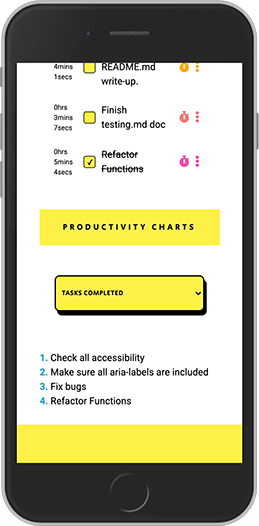 4mins
README.md
1secs
write-up.
0hrs
3mins
Finish
7secs
testing.md doc
0hrs
5mins
Refactor
4secs
Functions
PRODUCTIVITY CHARTS
TASKS COMPLETED
1. Check all accessibility
2. Make sure all aria-labels are included
3. Fix bugs
4. Refactor Functions